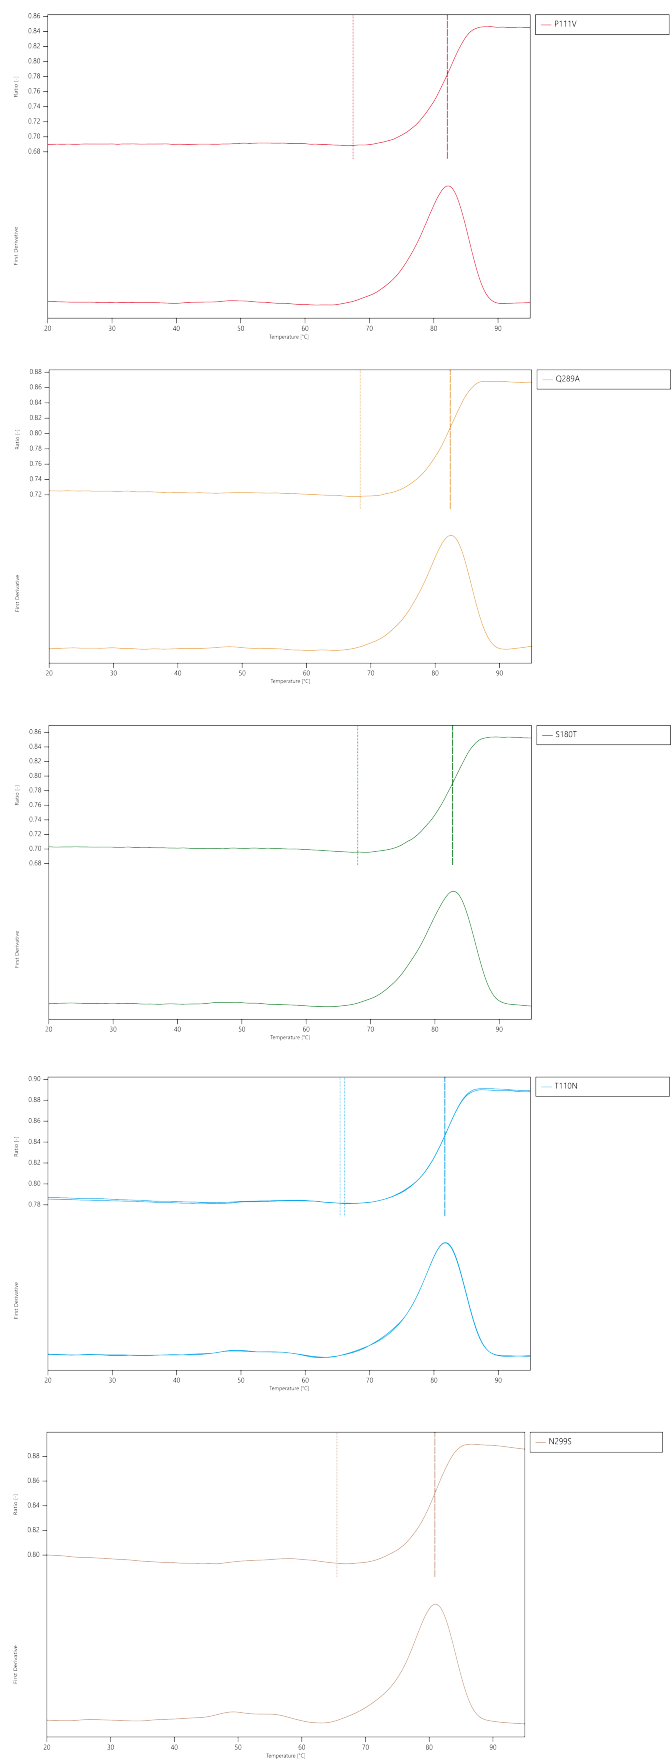 P111V
0.86
0.84
0.82
0.80
0.78
0.76
0.74
0.72
0.70
0.68
Ratio [-]
First Derivative
20 30 40 50 60 70 80 90
Temperature [°C]
Q289A
0.88
0.86
0.84
0.82
0.80
0.78
0.76
0.74
0.72
Ratio [-]
First Derivative
20 30 40 50 60 70 80 90
Temperature [°C]
S180T
0.86
0.84
0.82
0.80
0.78
0.76
0.74
0.72
0.70
0.68
Ratio [-]
First Derivative
20 30 40 50 60 70 80 90
Temperature [°C]
T110N
0.90
0.88
0.86
0.84
0.82
0.80
0.78
Ratio [-]
First Derivative
20 30 40 50 60 70 80 90
Temperature [°C]
N299S
0.88
0.86
0.84
0.82
0.80
Ratio [-]
First Derivative
20 30 40 50 60 70 80 90
Temperature [°C]